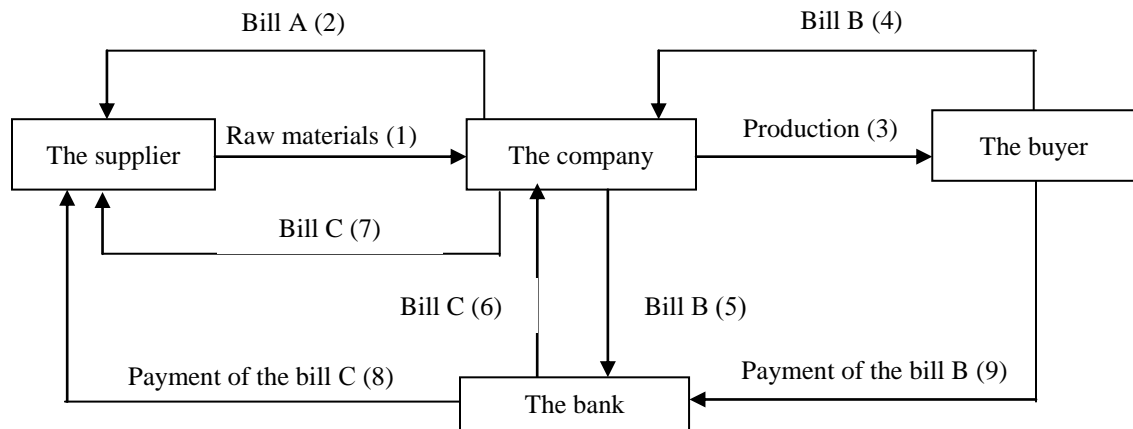 Bill A (2)
Bill B (4)
Raw materials (1)
Production (3)
The supplier
The company
The buyer
Bill C (7)
Bill C (6)
Bill B (5)
Payment of the bill C (8)
Payment of the bill B (9)
The bank